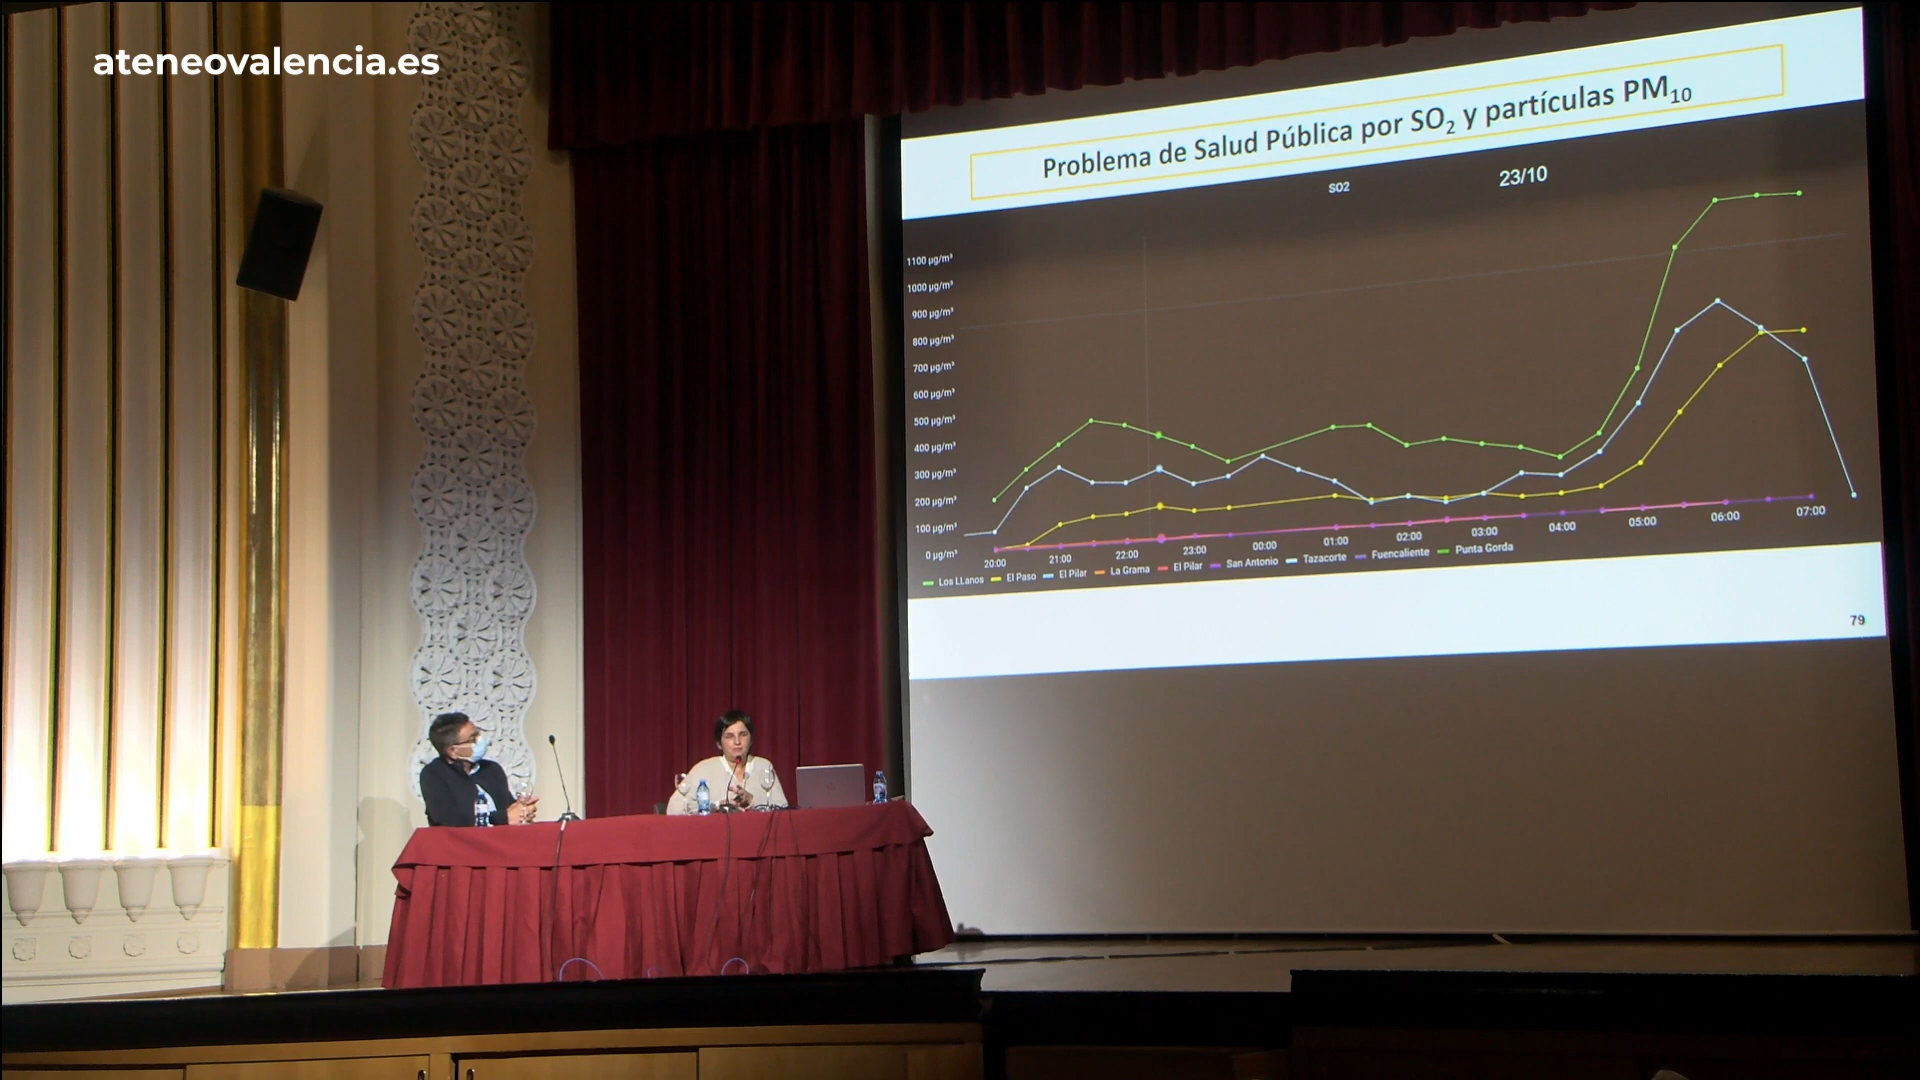 ateneovalencia.es
Problema de Salud Pública por SO₂ y partículas PM₁₀
SO2
23/10
1100 µg/m³
1000 µg/m³
900 µg/m³
800 µg/m³
700 µg/m³
600 µg/m³
500 µg/m³
400 µg/m³
300 µg/m³
200 µg/m³
100 µg/m³
0 µg/m³
20:00 21:00 22:00 23:00 00:00 01:00 02:00 03:00 04:00 05:00 06:00 07:00
Los LLanos El Paso El Pilar La Grama El Pilar San Antonio Tazacorte Fuencaliente Punta Gorda
79